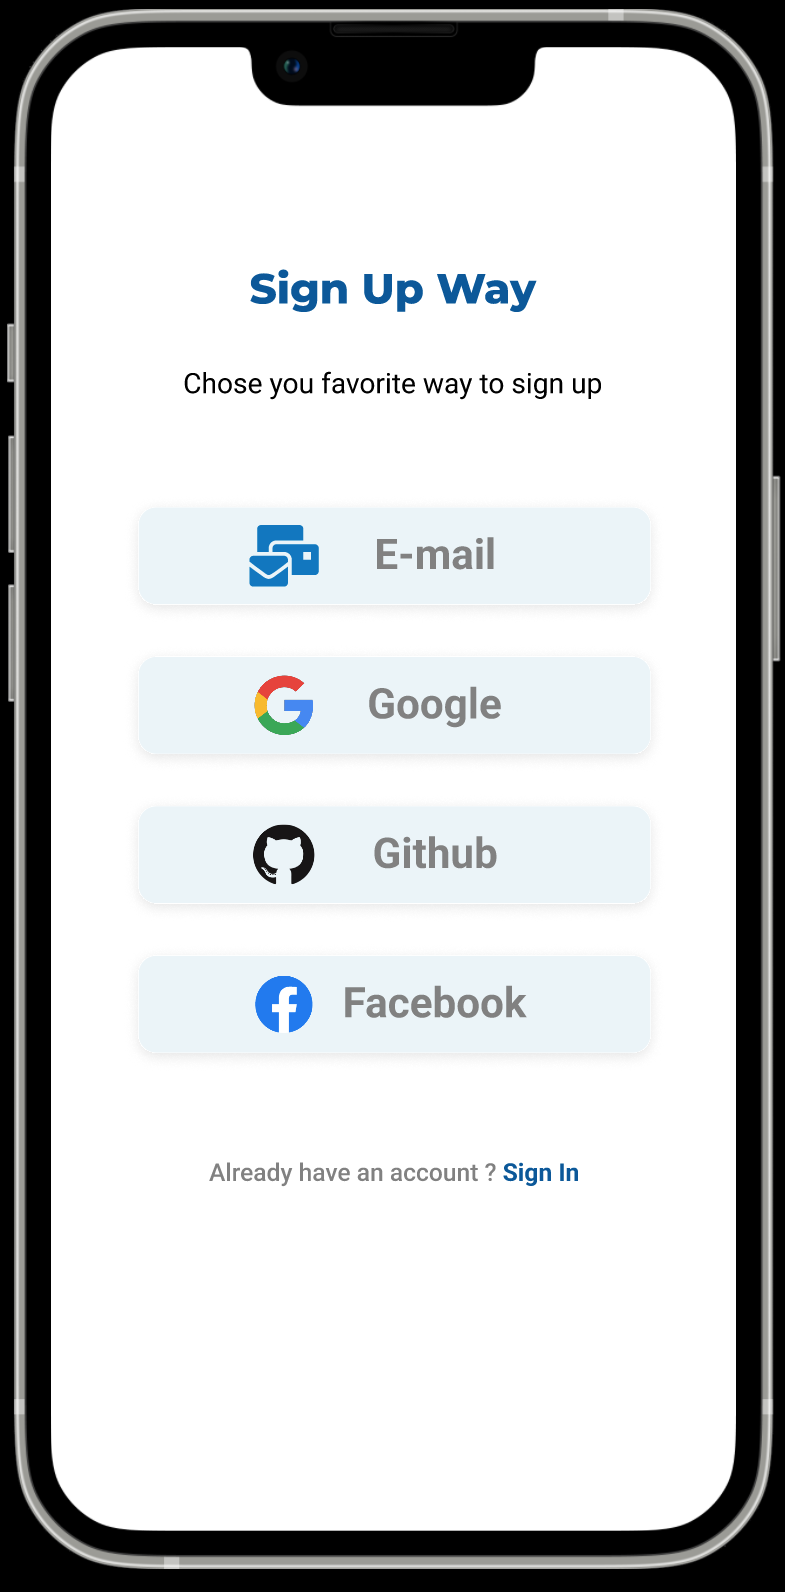 Sign Up Way
Chose you favorite way to sign up
E-mail
Google
Github
Facebook
Already have an account ? Sign In